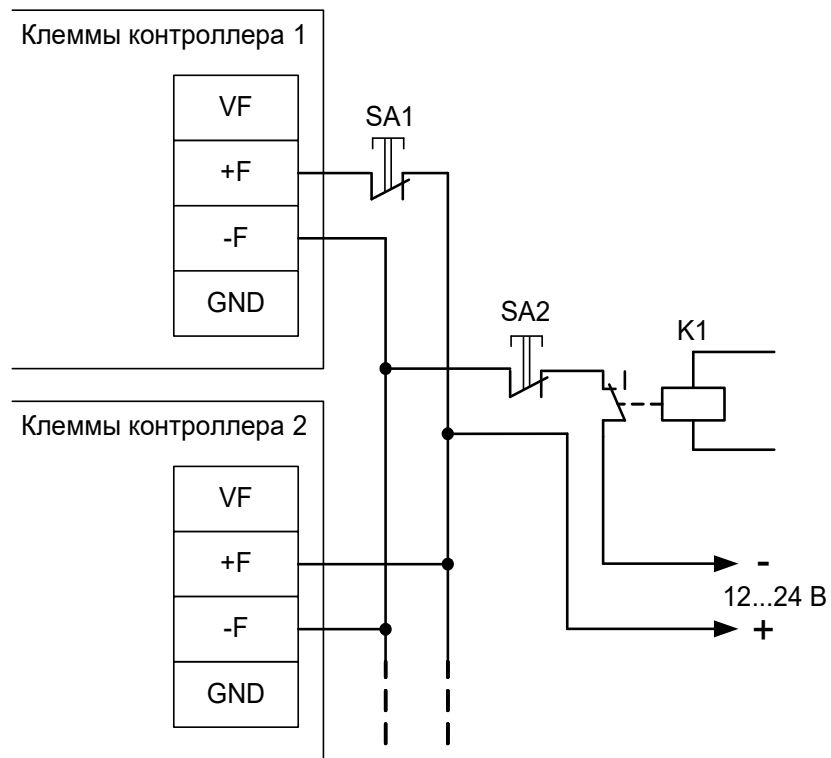 Клеммы контроллера 1
VF
SA1
+F
-F
GND
SA2
K1
Клеммы контроллера 2
VF
+F
-
12...24 В
-F
+
GND